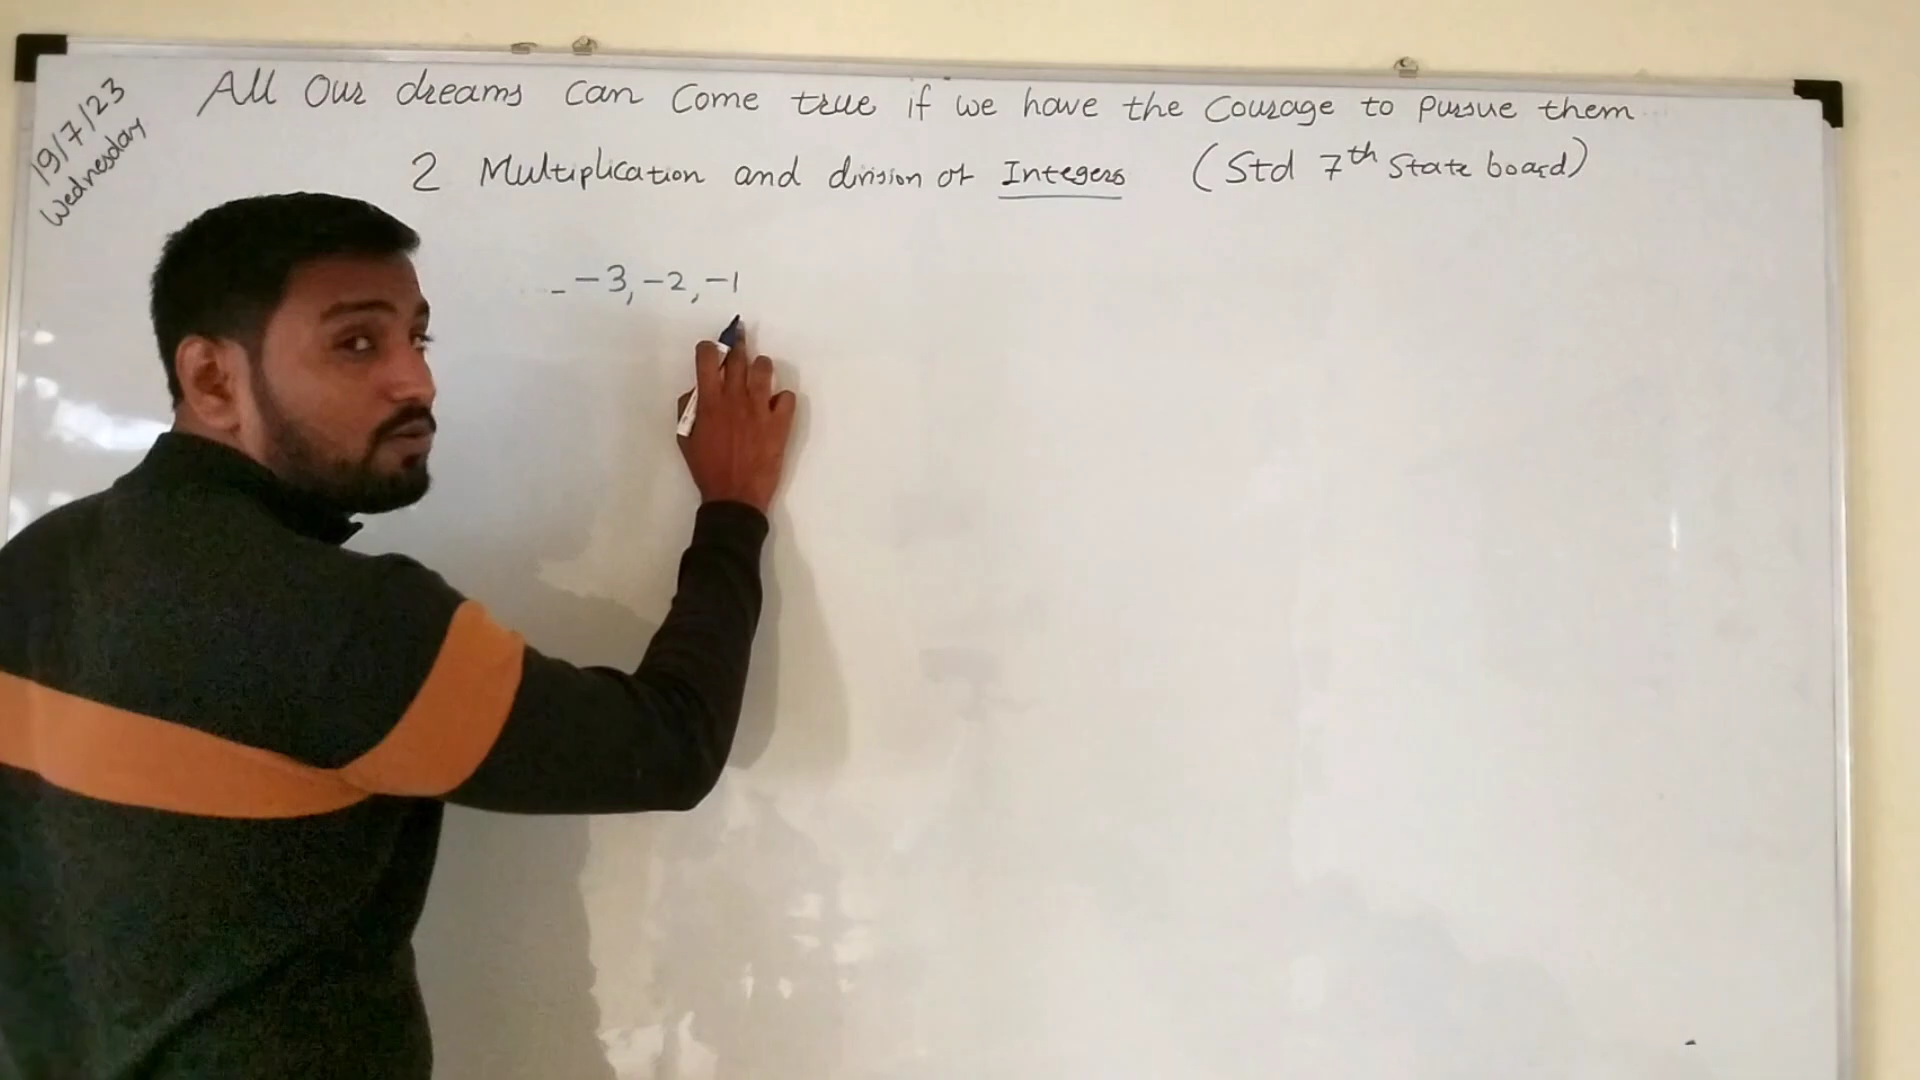 19/7/23
Wednesday
All Our dreams can come true if we have the courage to pursue them
2 Multiplication and division of Integers (Std 7th State board)
- -3, -2, -1